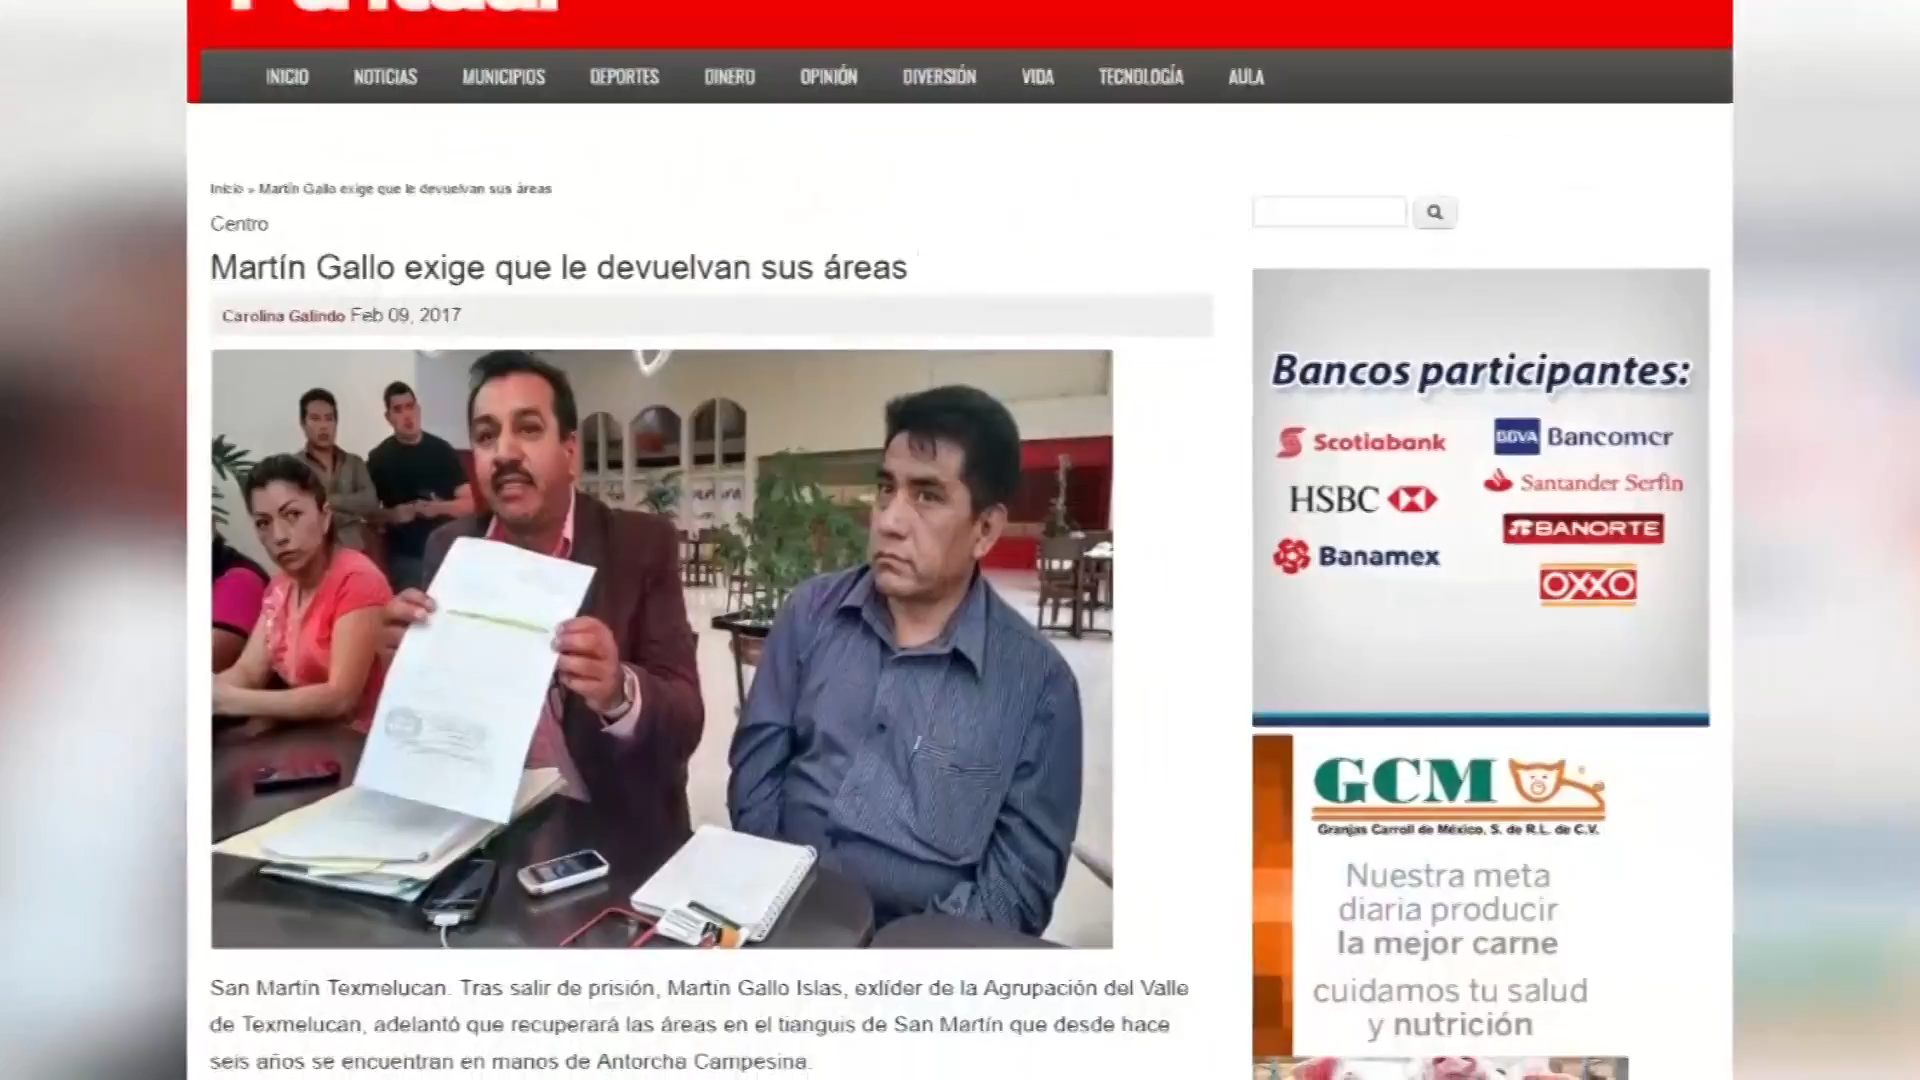 INICIO NOTICIAS MUNICIPIOS DEPORTES DINERO OPINIÓN DIVERSIÓN VIDA TECNOLOGÍA AULA
Inicio » Martín Gallo exige que le devuelvan sus áreas
Centro
Martín Gallo exige que le devuelvan sus áreas
Carolina Galindo Feb 09, 2017
San Martín Texmelucan. Tras salir de prisión, Martín Gallo Islas, exlíder de la Agrupación del Valle
de Texmelucan, adelantó que recuperará las áreas en el tianguis de San Martín que desde hace
seis años se encuentran en manos de Antorcha Campesina.
Bancos participantes:
Scotiabank
BBVA Bancomer
HSBC
Santander Serfin
BANORTE
Banamex
OXXO
GCM
Granjas Carroll de México, S. de R.L. de C.V.
Nuestra meta
diaria producir
la mejor carne
cuidamos tu salud
y nutrición